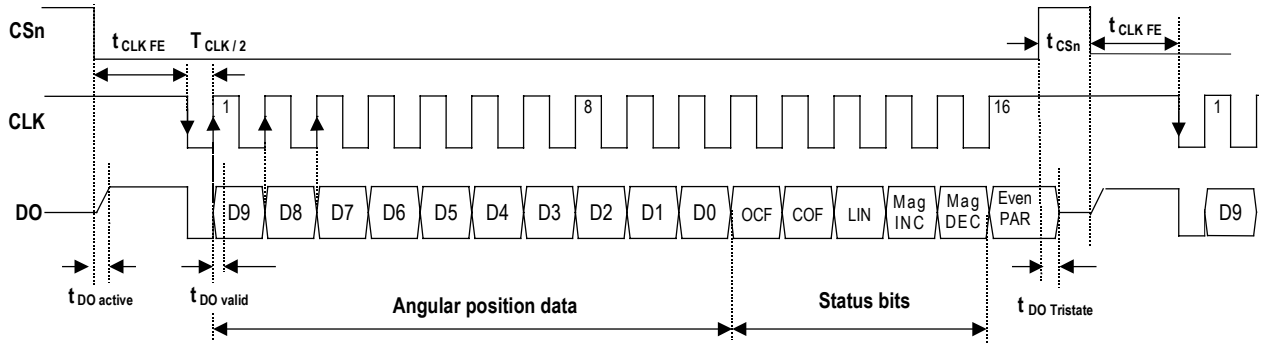 CSn
t CLK FE
T CLK / 2
t CSn
t CLK FE
CLK
1
8
16
1
DO
D9
D8
D7
D6
D5
D4
D3
D2
D1
D0
OCF
COF
LIN
Mag
INC
Mag
DEC
Even
PAR
D9
t DO active
t DO valid
Angular position data
Status bits
t DO Tristate